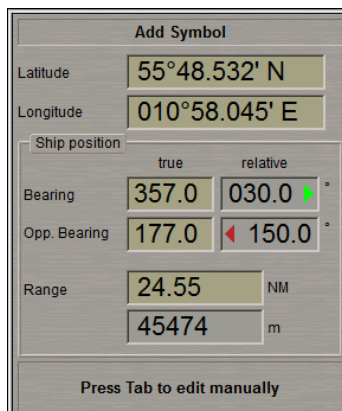 Add Symbol
Latitude 55°48.532' N
Longitude 010°58.045' E
Ship position
true relative
Bearing 357.0 030.0 °
Opp. Bearing 177.0 150.0 °
Range 24.55 NM
45474 m
Press Tab to edit manually